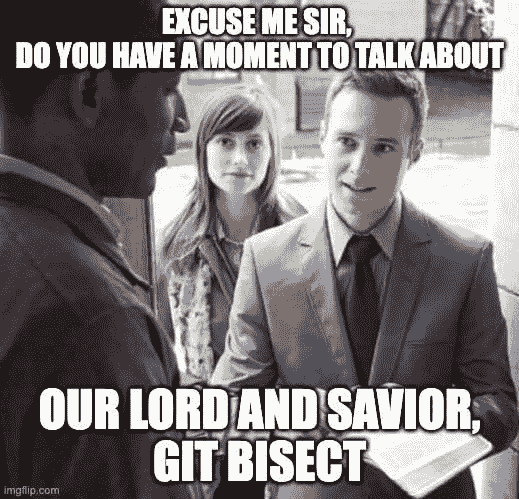 EXCUSE ME SIR,
DO YOU HAVE A MOMENT TO TALK ABOUT
OUR LORD AND SAVIOR,
GIT BISECT
imgflip.com